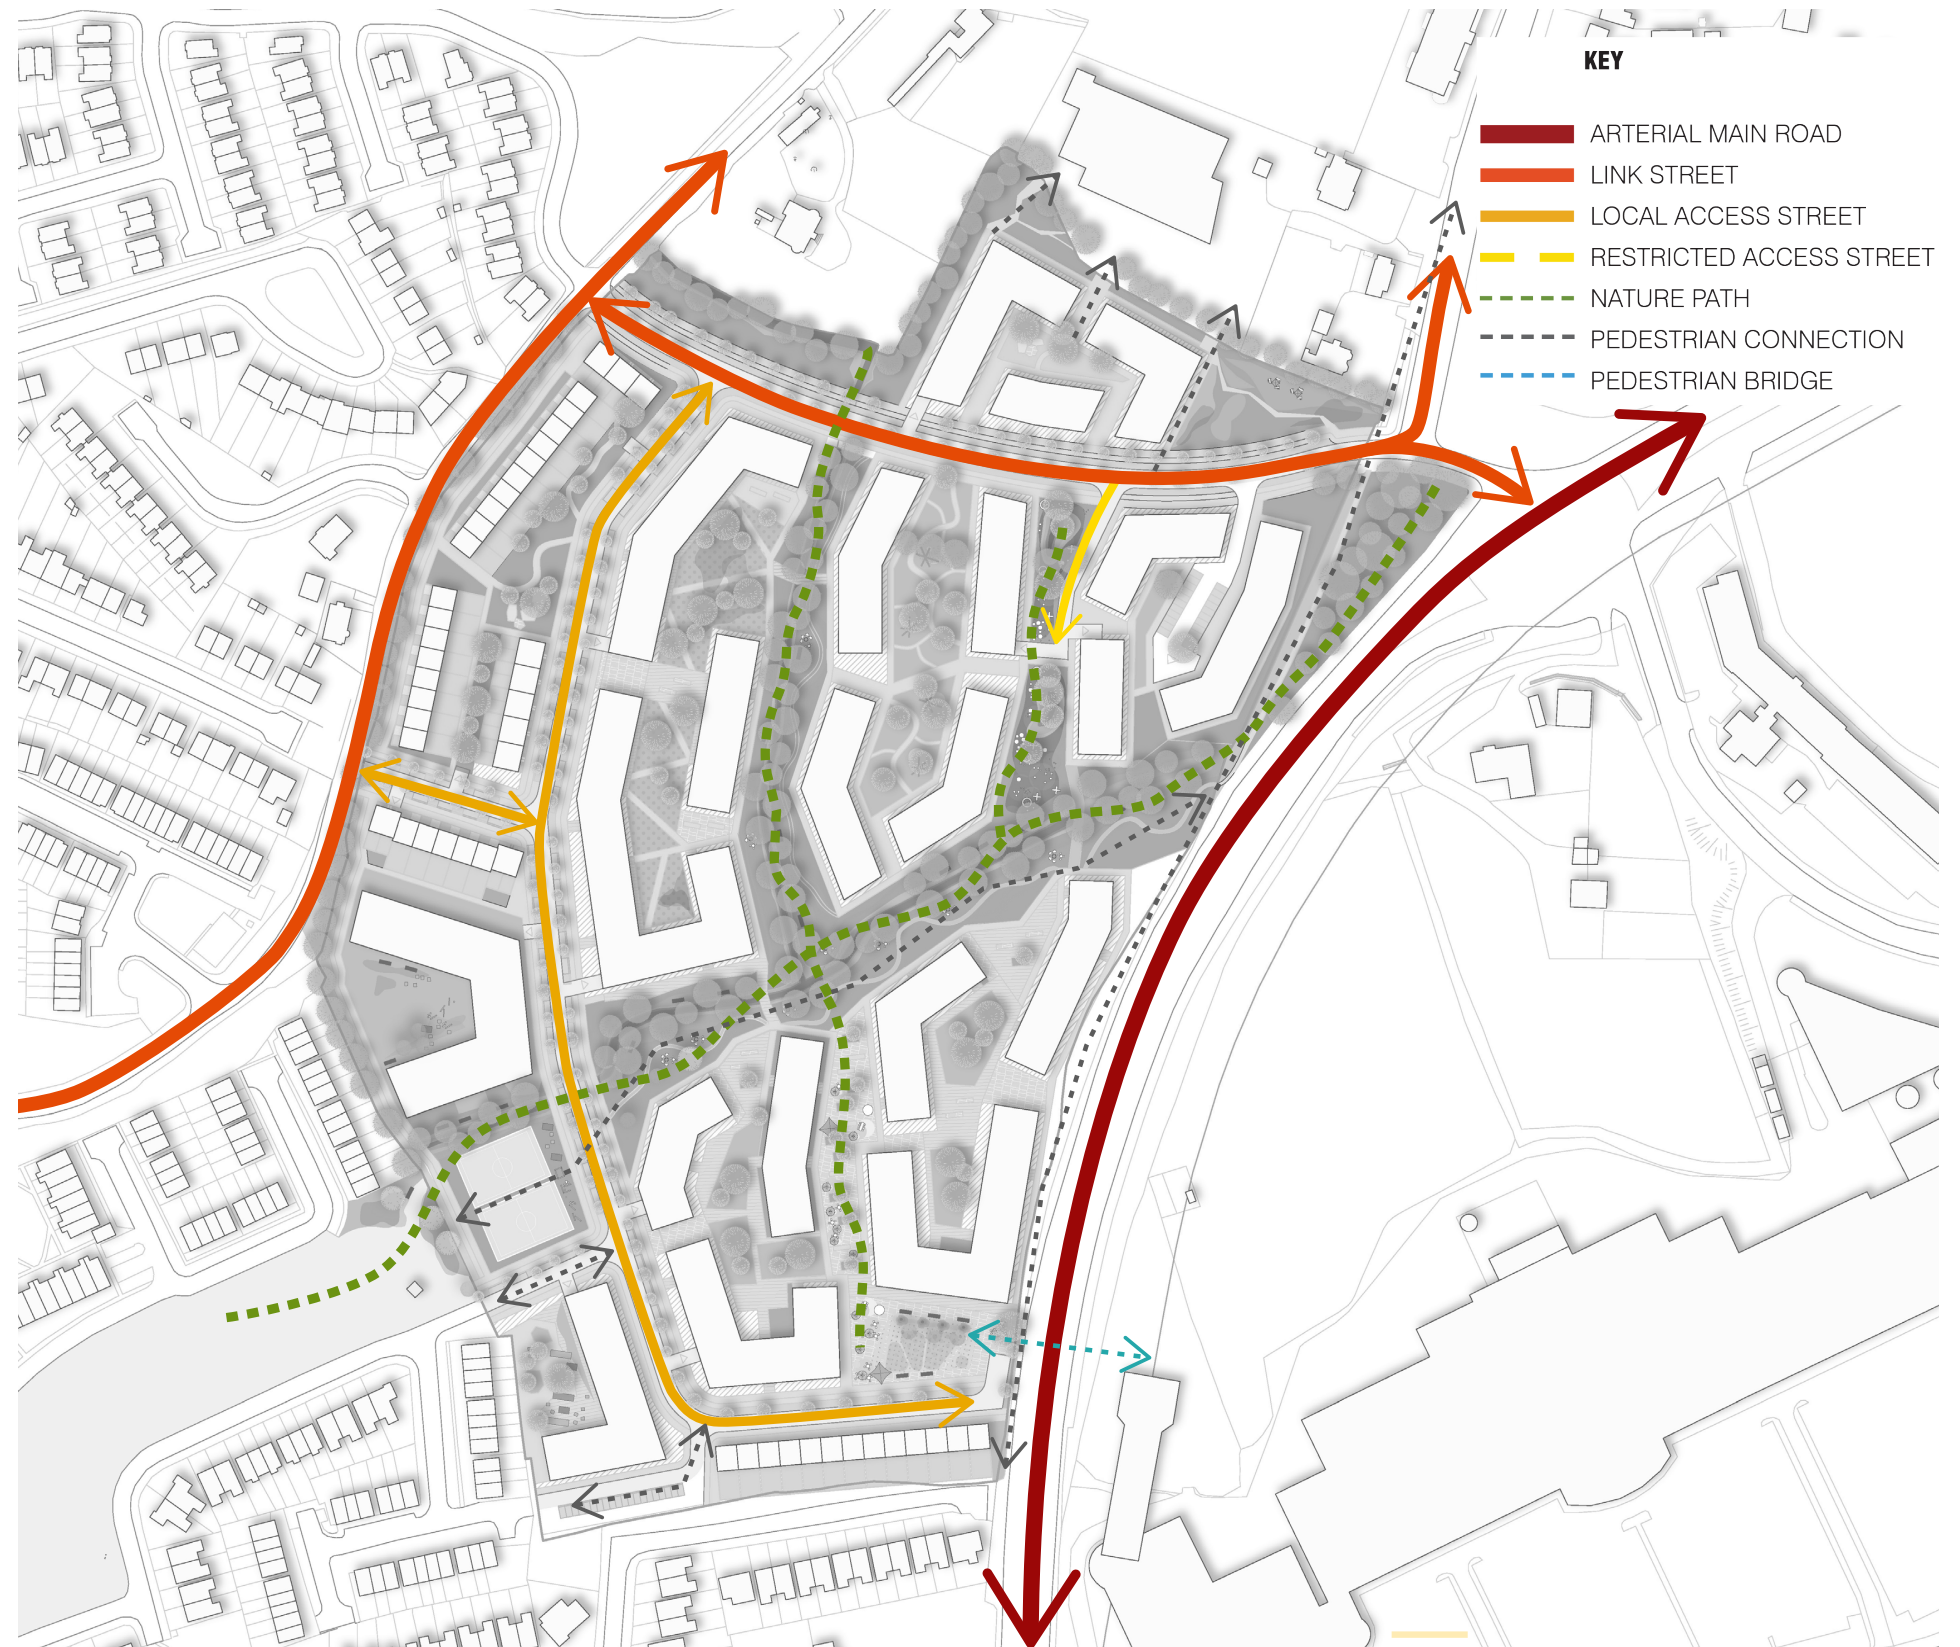 KEY
ARTERIAL MAIN ROAD
LINK STREET
LOCAL ACCESS STREET
RESTRICTED ACCESS STREET
NATURE PATH
PEDESTRIAN CONNECTION
PEDESTRIAN BRIDGE